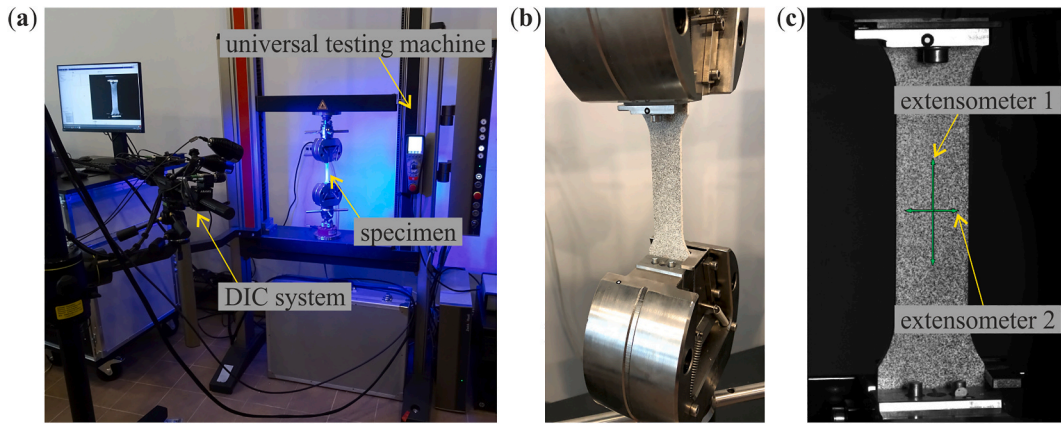 (a)
universal testing machine
specimen
DIC system
(b)
(c)
extensometer 1
extensometer 2